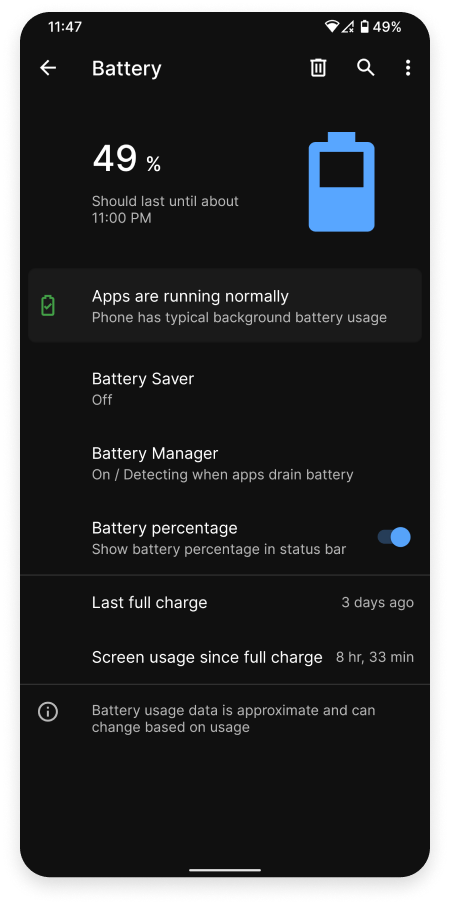 11:47
49%
Battery
49 %
Should last until about
11:00 PM
Apps are running normally
Phone has typical background battery usage
Battery Saver
Off
Battery Manager
On / Detecting when apps drain battery
Battery percentage
Show battery percentage in status bar
Last full charge
3 days ago
Screen usage since full charge
8 hr, 33 min
Battery usage data is approximate and can
change based on usage